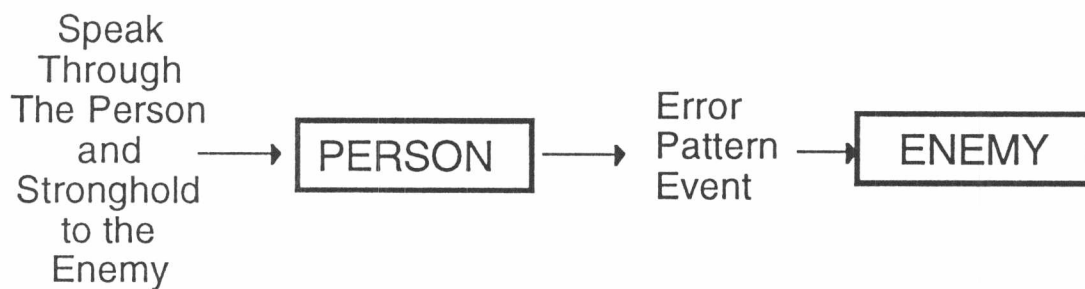 Speak
Through
The Person
and
Stronghold
to the
Enemy
PERSON
Error
Pattern
Event
ENEMY